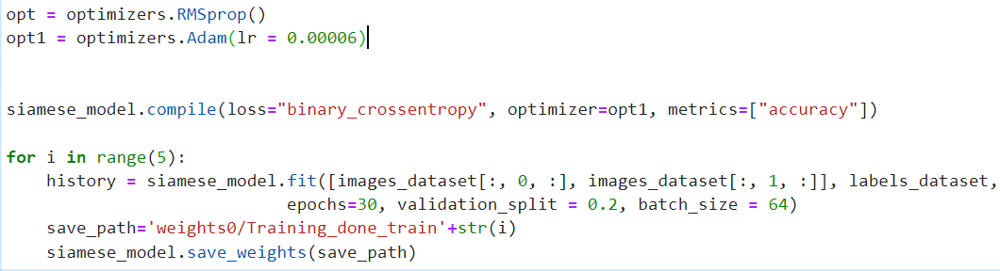 opt = optimizers.RMSprop()
opt1 = optimizers.Adam(lr = 0.00006)
siamese_model.compile(loss="binary_crossentropy", optimizer=opt1, metrics=["accuracy"])
for i in range(5):
    history = siamese_model.fit([images_dataset[:, 0, :], images_dataset[:, 1, :]], labels_dataset,
                            epochs=30, validation_split = 0.2, batch_size = 64)
    save_path='weights0/Training_done_train'+str(i)
    siamese_model.save_weights(save_path)